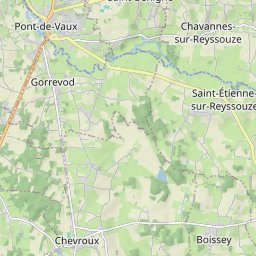 Pont-de-Vaux
Chavannes-
sur-Reyssouze
Gorrevod
Saint-Étienne-
sur-Reyssouze
Chevroux
Boissey